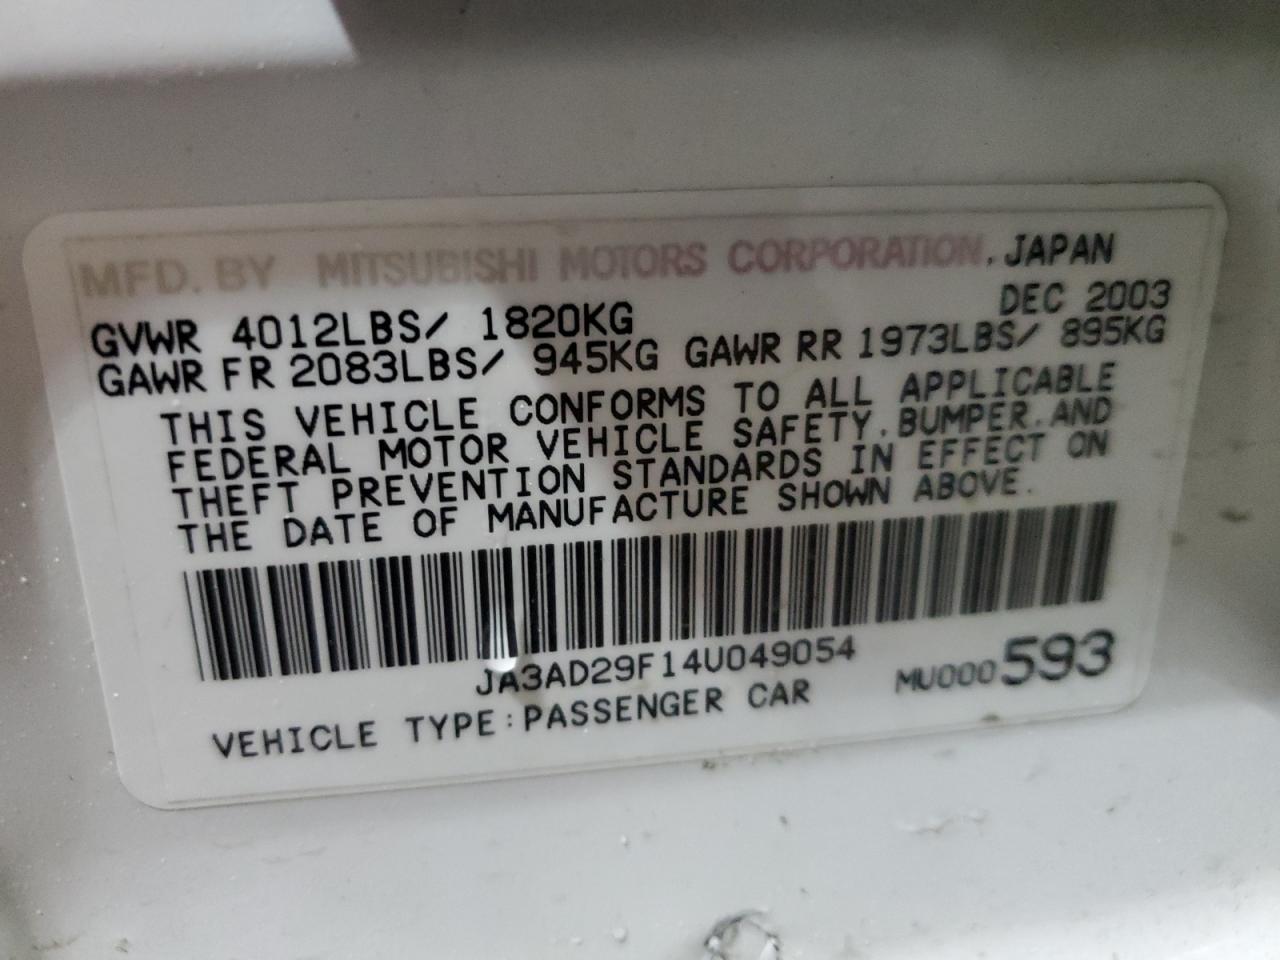 MFD. BY MITSUBISHI MOTORS CORPORATION, JAPAN
DEC 2003
GVWR 4012LBS/ 1820KG
GAWR FR 2083LBS/ 945KG GAWR RR 1973LBS/ 895KG
THIS VEHICLE CONFORMS TO ALL APPLICABLE
FEDERAL MOTOR VEHICLE SAFETY, BUMPER, AND
THEFT PREVENTION STANDARDS IN EFFECT ON
THE DATE OF MANUFACTURE SHOWN ABOVE.
JA3AD29F14U049054
MU000593
VEHICLE TYPE:PASSENGER CAR